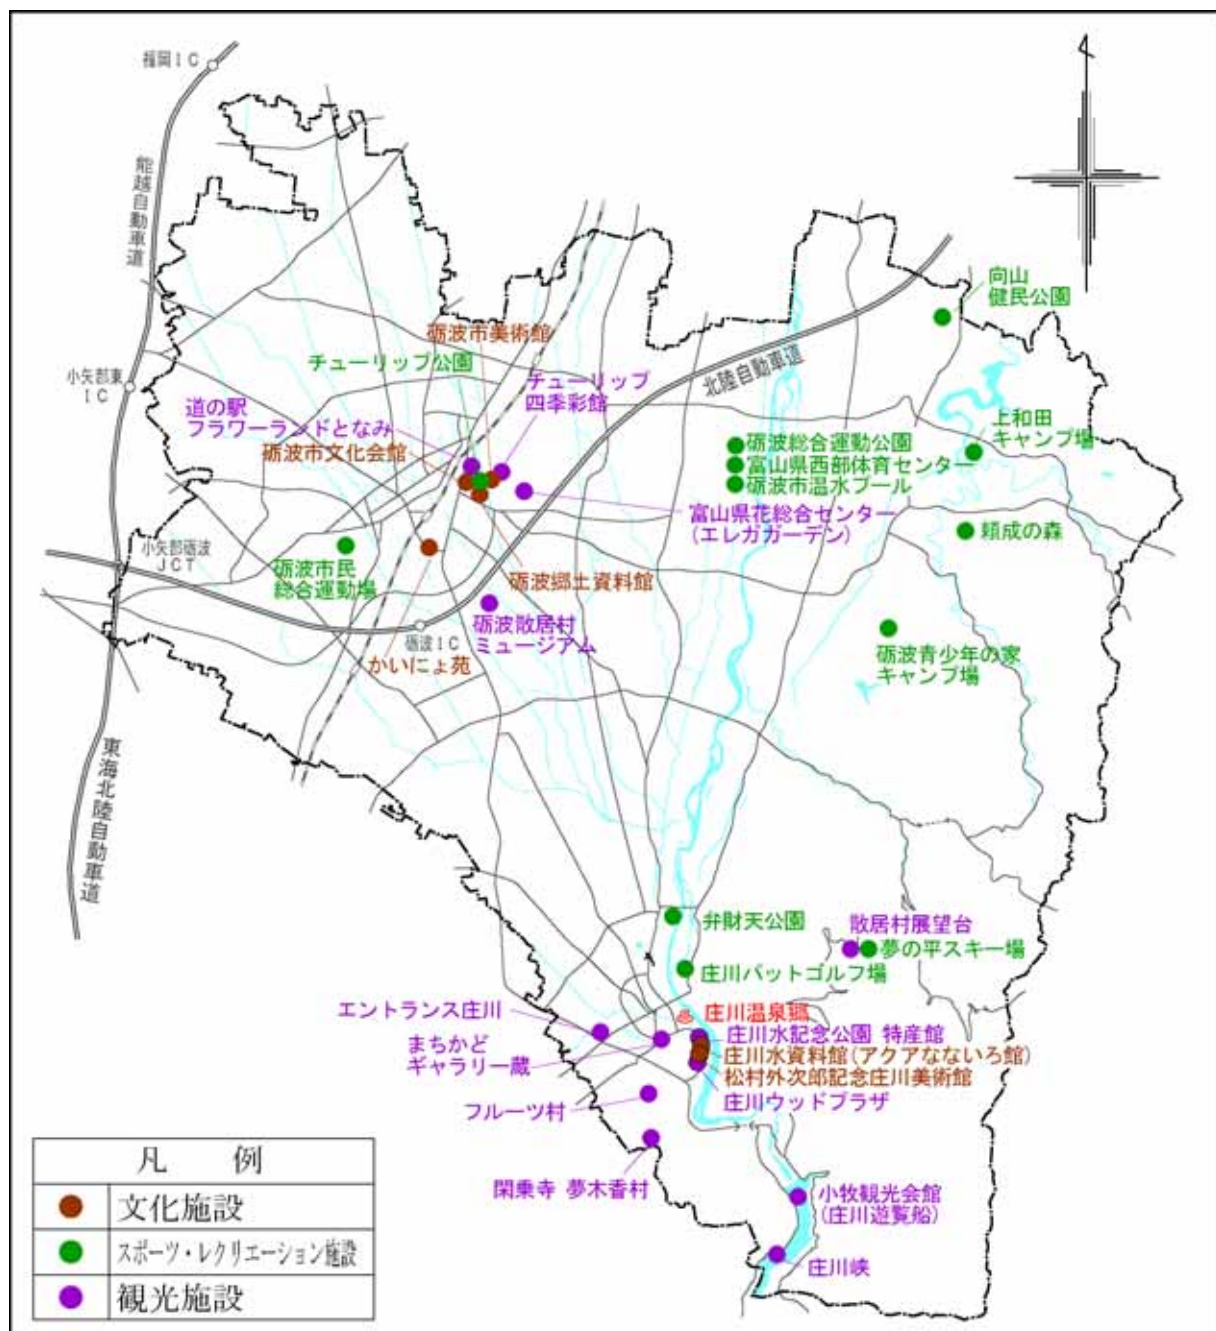 福岡IC
能越自動車道
向山
健民公園
砺波市美術館
チューリップ公園
北陸自動車道
小矢部東
IC
チューリップ
四季彩館
道の駅
フラワーランドとなみ
砺波市文化会館
上和田
キャンプ場
砺波総合運動公園
富山県西部体育センター
砺波市温水プール
富山県花総合センター
(エレガガーデン)
頼成の森
小矢部砺波
JCT
砺波市民
総合運動場
砺波郷土資料館
砺波IC
砺波散居村
ミュージアム
かいにょ苑
砺波青少年の家
キャンプ場
東海北陸自動車道
弁財天公園
散居村展望台
夢の平スキー場
庄川パットゴルフ場
エントランス庄川
庄川温泉郷
まちかど
ギャラリー蔵
庄川水記念公園 特産館
庄川水資料館(アクアなないろ館)
松村外次郎記念庄川美術館
庄川ウッドプラザ
フルーツ村
閑乗寺 夢木香村
小牧観光会館
(庄川遊覧船)
庄川峡
凡 例
文化施設
スポーツ・レクリエーション施設
観光施設